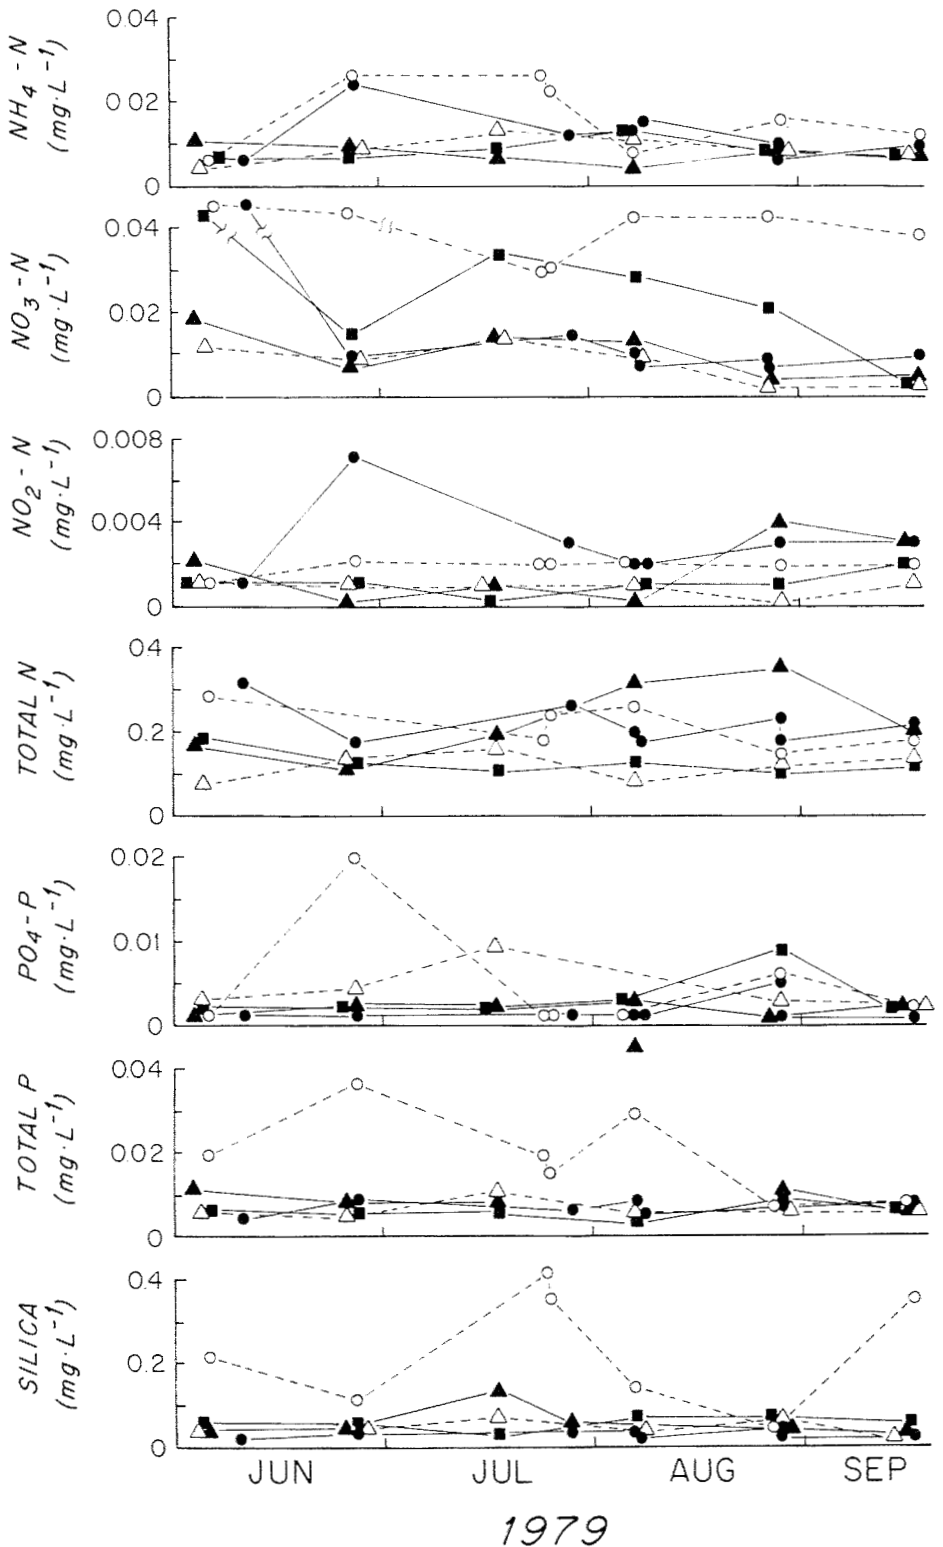 NH4-N
(mg·L-1)
0.04
0.02
0
NO3-N
(mg·L-1)
0.04
0.02
0
NO2-N
(mg·L-1)
0.008
0.004
0
TOTAL N
(mg·L-1)
0.4
0.2
0
PO4-P
(mg·L-1)
0.02
0.01
0
TOTAL P
(mg·L-1)
0.04
0.02
0
SILICA
(mg·L-1)
0.4
0.2
0
JUN JUL AUG SEP
1979